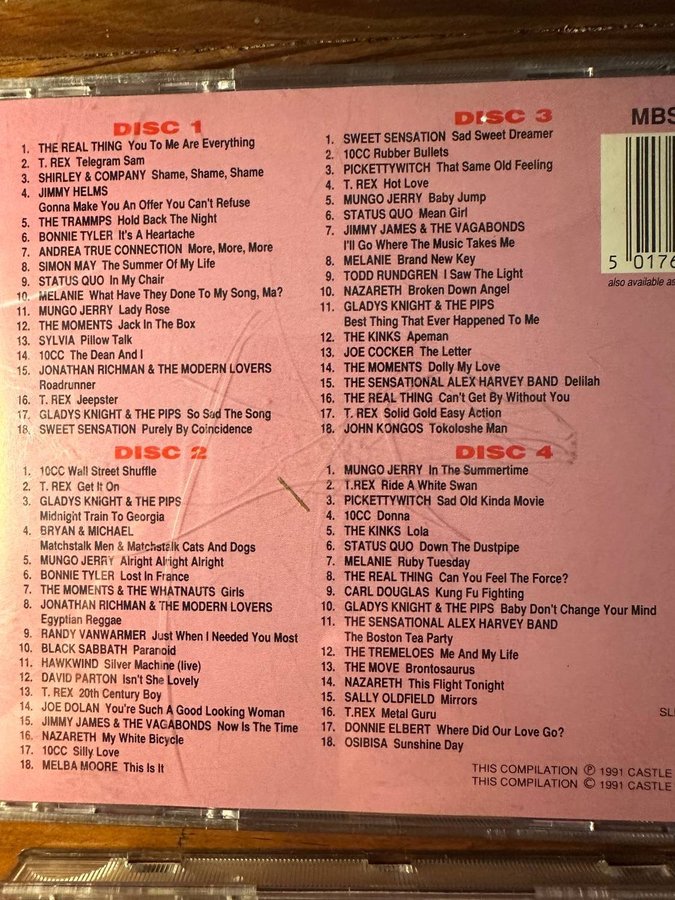 DISC 1
1. THE REAL THING You To Me Are Everything
2. T. REX Telegram Sam
3. SHIRLEY & COMPANY Shame, Shame, Shame
4. JIMMY HELMS
Gonna Make You An Offer You Can't Refuse
5. THE TRAMMPS Hold Back The Night
6. BONNIE TYLER It's A Heartache
7. ANDREA TRUE CONNECTION More, More, More
8. SIMON MAY The Summer Of My Life
9. STATUS QUO In My Chair
10. MELANIE What Have They Done To My Song, Ma?
11. MUNGO JERRY Lady Rose
12. THE MOMENTS Jack In The Box
13. SYLVIA Pillow Talk
14. 10CC The Dean And I
15. JONATHAN RICHMAN & THE MODERN LOVERS
Roadrunner
16. T. REX Jeepster
17. GLADYS KNIGHT & THE PIPS So Sad The Song
18. SWEET SENSATION Purely By Coincidence
DISC 2
1. 10CC Wall Street Shuffle
2. T. REX Get It On
3. GLADYS KNIGHT & THE PIPS
Midnight Train To Georgia
4. BRYAN & MICHAEL
Matchstalk Men & Matchstalk Cats And Dogs
5. MUNGO JERRY Alright Alright Alright
6. BONNIE TYLER Lost In France
7. THE MOMENTS & THE WHATNAUTS Girls
8. JONATHAN RICHMAN & THE MODERN LOVERS
Egyptian Reggae
9. RANDY VANWARMER Just When I Needed You Most
10. BLACK SABBATH Paranoid
11. HAWKWIND Silver Machine (live)
12. DAVID PARTON Isn't She Lovely
13. T. REX 20th Century Boy
14. JOE DOLAN You're Such A Good Looking Woman
15. JIMMY JAMES & THE VAGABONDS Now Is The Time
16. NAZARETH My White Bicycle
17. 10CC Silly Love
18. MELBA MOORE This Is It
DISC 3
1. SWEET SENSATION Sad Sweet Dreamer
2. 10CC Rubber Bullets
3. PICKETTYWITCH That Same Old Feeling
4. T. REX Hot Love
5. MUNGO JERRY Baby Jump
6. STATUS QUO Mean Girl
7. JIMMY JAMES & THE VAGABONDS
I'll Go Where The Music Takes Me
8. MELANIE Brand New Key
9. TODD RUNDGREN I Saw The Light
10. NAZARETH Broken Down Angel
11. GLADYS KNIGHT & THE PIPS
Best Thing That Ever Happened To Me
12. THE KINKS Apeman
13. JOE COCKER The Letter
14. THE MOMENTS Dolly My Love
15. THE SENSATIONAL ALEX HARVEY BAND Delilah
16. THE REAL THING Can't Get By Without You
17. T. REX Solid Gold Easy Action
18. JOHN KONGOS Tokoloshe Man
DISC 4
1. MUNGO JERRY In The Summertime
2. T.REX Ride A White Swan
3. PICKETTYWITCH Sad Old Kinda Movie
4. 10CC Donna
5. THE KINKS Lola
6. STATUS QUO Down The Dustpipe
7. MELANIE Ruby Tuesday
8. THE REAL THING Can You Feel The Force?
9. CARL DOUGLAS Kung Fu Fighting
10. GLADYS KNIGHT & THE PIPS Baby Don't Change Your Mind
11. THE SENSATIONAL ALEX HARVEY BAND
The Boston Tea Party
12. THE TREMELOES Me And My Life
13. THE MOVE Brontosaurus
14. NAZARETH This Flight Tonight
15. SALLY OLDFIELD Mirrors
16. T.REX Metal Guru
17. DONNIE ELBERT Where Did Our Love Go?
18. OSIBISA Sunshine Day
MBS
5 0176
also available as
SL
THIS COMPILATION ℗ 1991 CASTLE
THIS COMPILATION © 1991 CASTLE